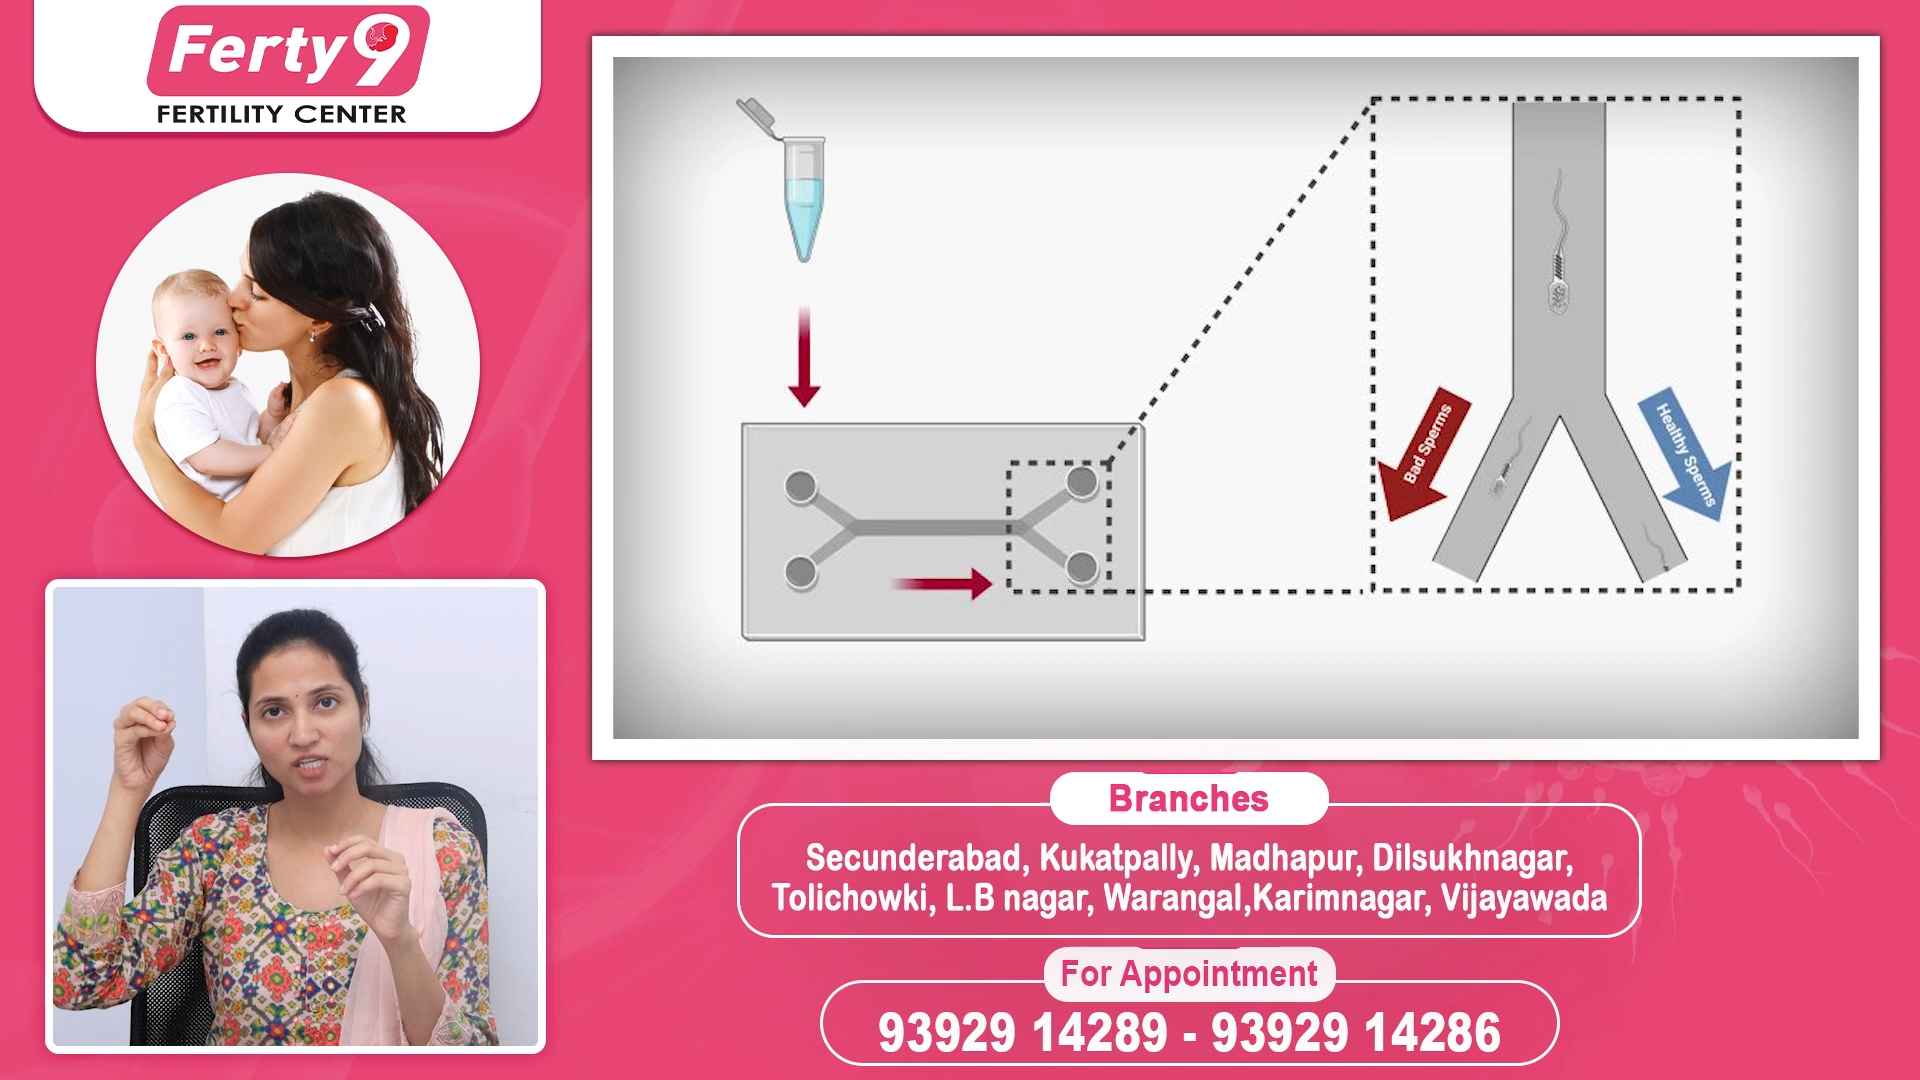 Ferty9
FERTILITY CENTER
Bad Sperms
Healthy Sperms
Branches
Secunderabad, Kukatpally, Madhapur, Dilsukhnagar,
Tolichowki, L.B nagar, Warangal,Karimnagar, Vijayawada
For Appointment
93929 14289 - 93929 14286